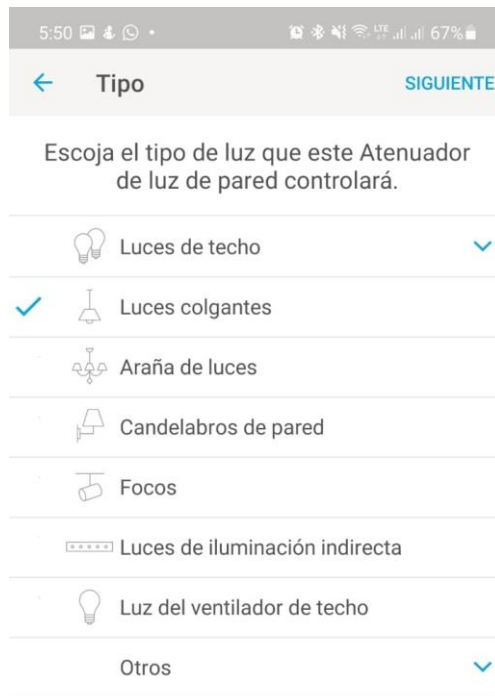 5:50
LTE 67%
Tipo
SIGUIENTE
Escoja el tipo de luz que este Atenuador
de luz de pared controlará.
Luces de techo
Luces colgantes
Araña de luces
Candelabros de pared
Focos
Luces de iluminación indirecta
Luz del ventilador de techo
Otros